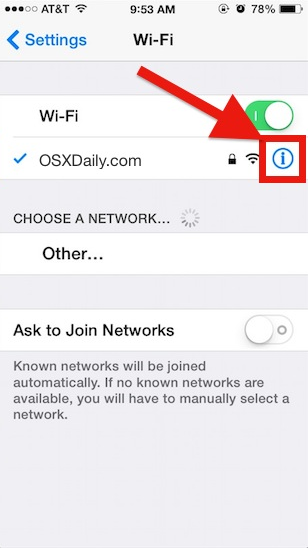 AT&T 9:53 AM 78%
Settings Wi-Fi
Wi-Fi
OSXDaily.com
CHOOSE A NETWORK...
Other...
Ask to Join Networks
Known networks will be joined
automatically. If no known networks are
available, you will have to manually select a
network.